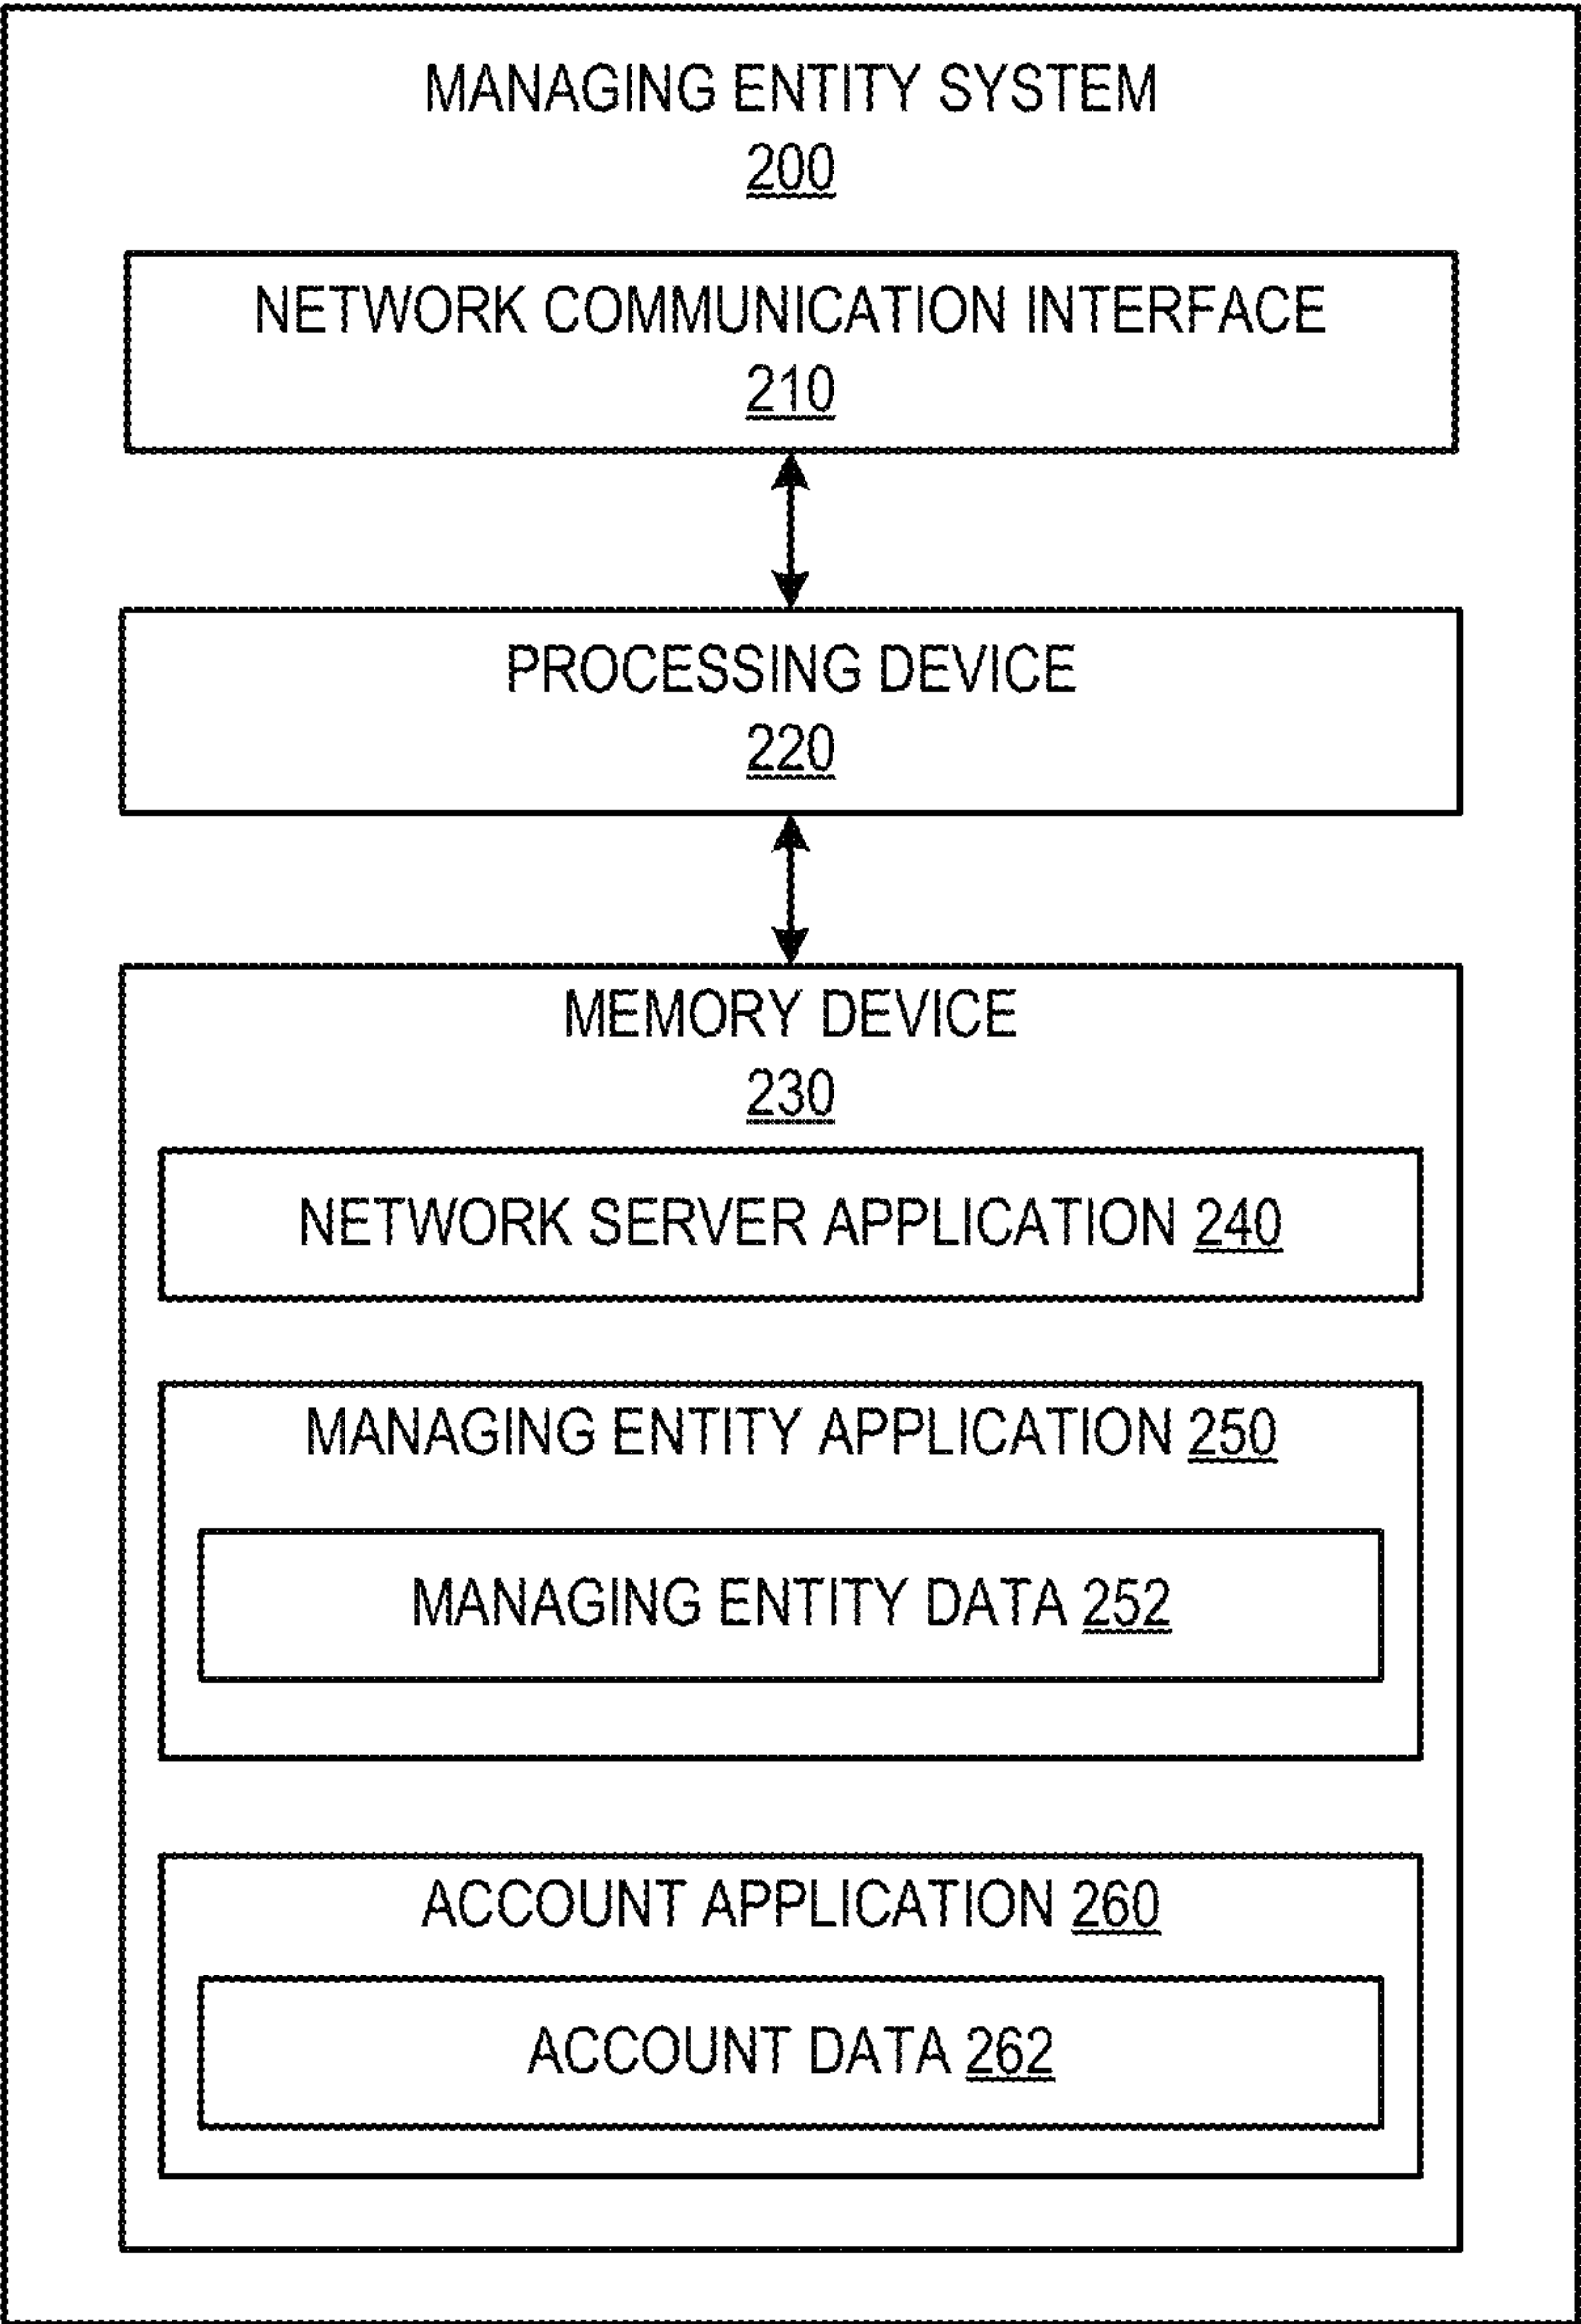 MANAGING ENTITY SYSTEM
200
NETWORK COMMUNICATION INTERFACE
210
PROCESSING DEVICE
220
MEMORY DEVICE
230
NETWORK SERVER APPLICATION 240
MANAGING ENTITY APPLICATION 250
MANAGING ENTITY DATA 252
ACCOUNT APPLICATION 260
ACCOUNT DATA 262